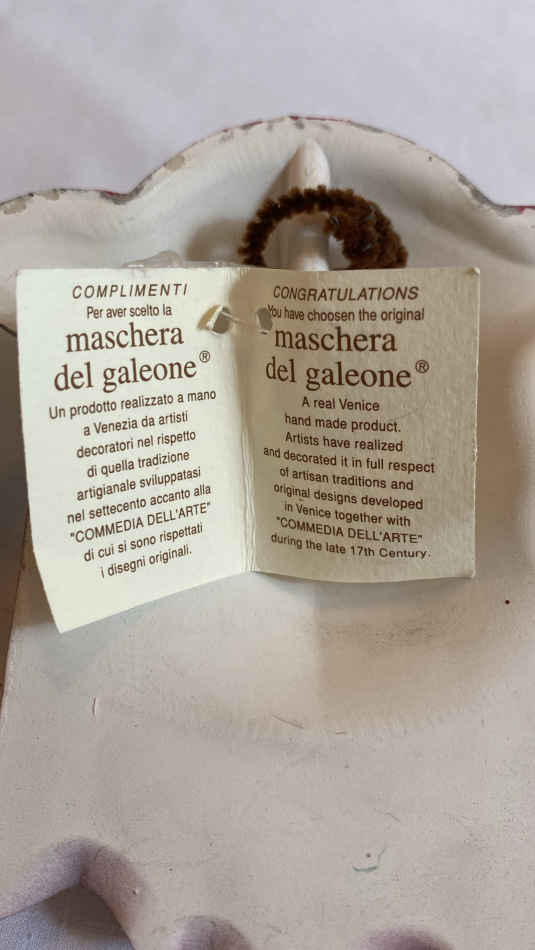 COMPLIMENTI
Per aver scelto la
maschera
del galeone®
Un prodotto realizzato a mano
a Venezia da artisti
decoratori nel rispetto
di quella tradizione
artigianale sviluppatasi
nel settecento accanto alla
"COMMEDIA DELL'ARTE"
di cui si sono rispettati
i disegni originali.
CONGRATULATIONS
You have choosen the original
maschera
del galeone®
A real Venice
hand made product.
Artists have realized
and decorated it in full respect
of artisan traditions and
original designs developed
in Venice together with
"COMMEDIA DELL'ARTE"
during the late 17th Century.